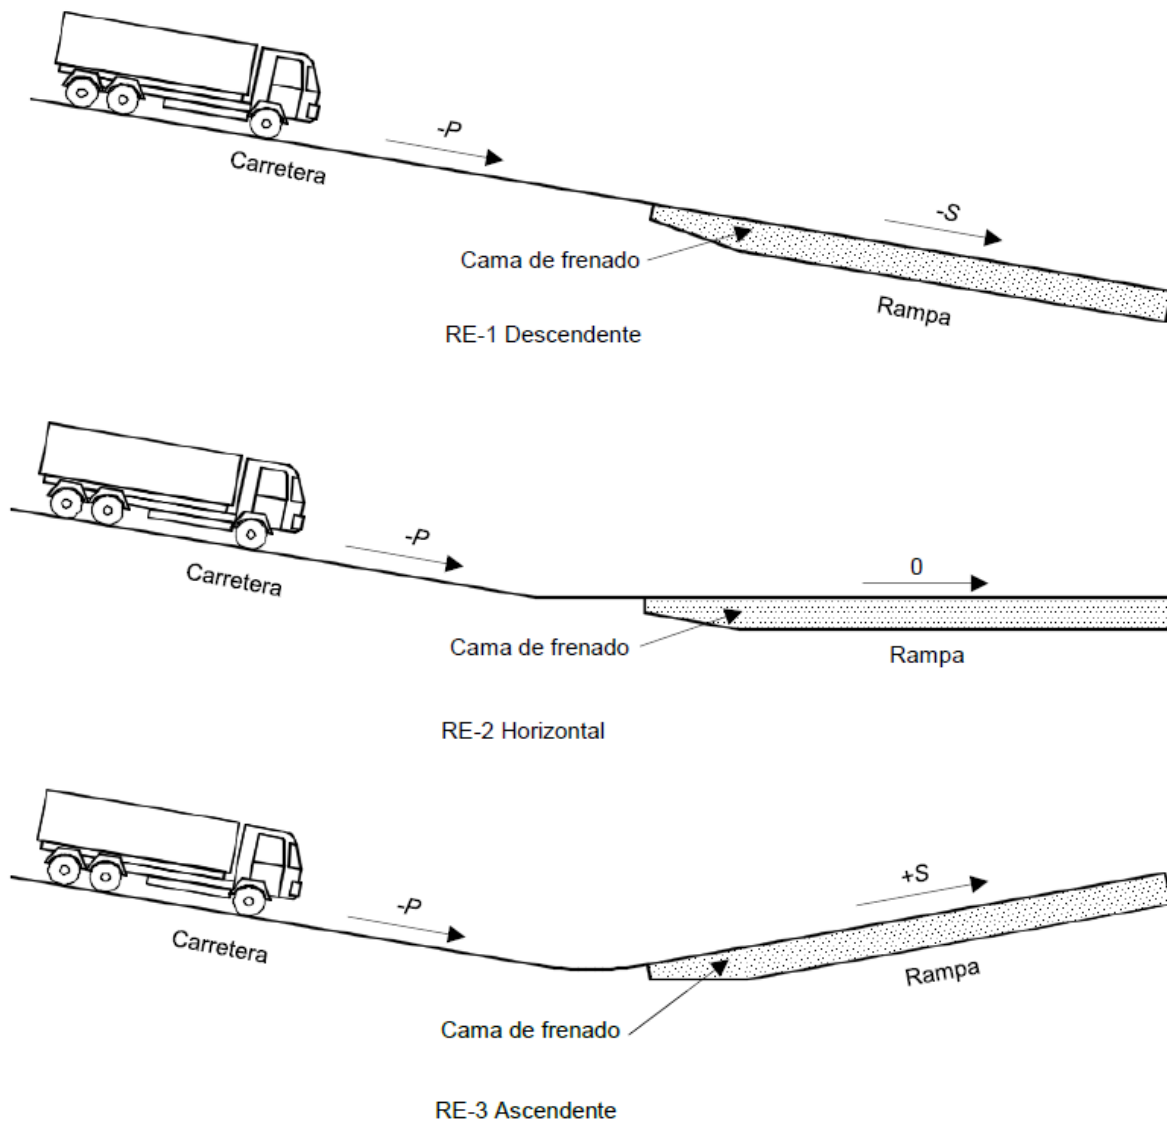 -P
Carretera
-S
Cama de frenado
Rampa
RE-1 Descendente
-P
Carretera
0
Cama de frenado
Rampa
RE-2 Horizontal
-P
Carretera
+S
Rampa
Cama de frenado
RE-3 Ascendente